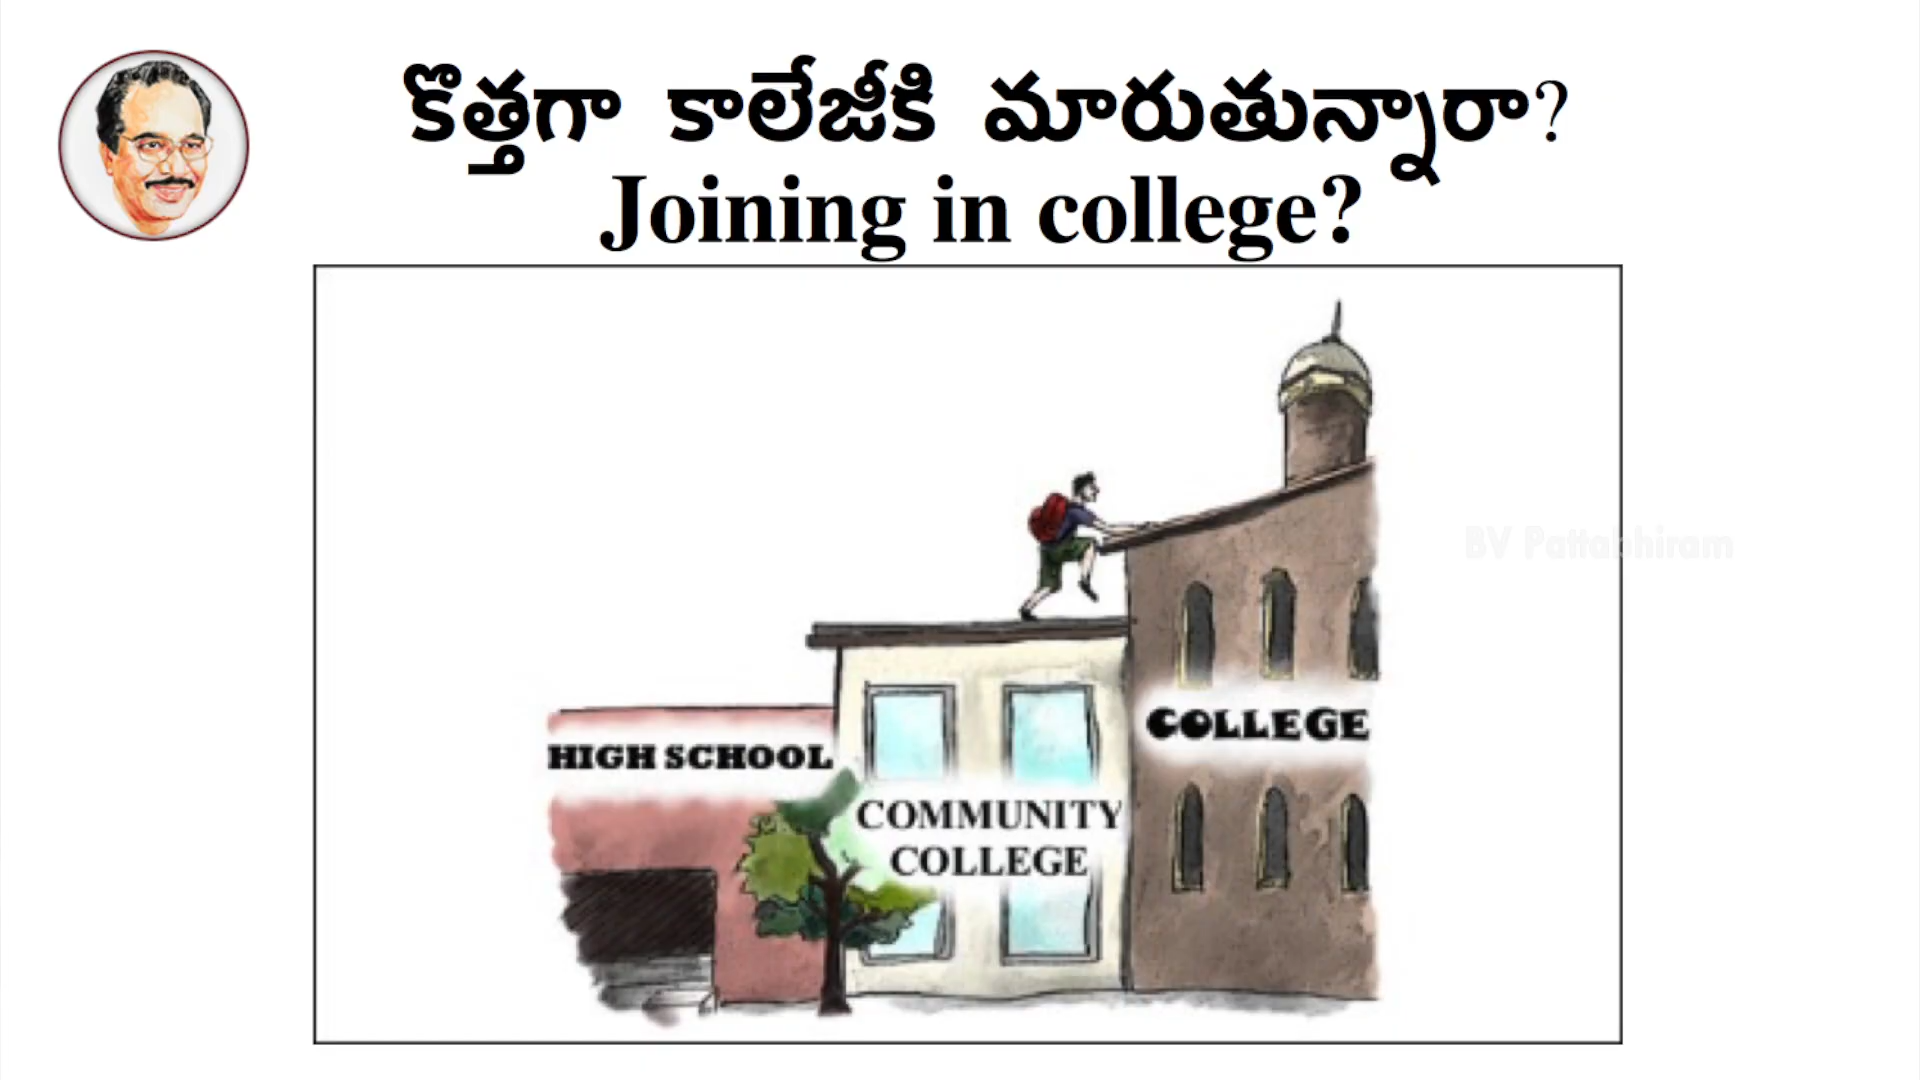 కొత్తగా కాలేజీకి మారుతున్నారా?
Joining in college?
BV Pattabhiram
COLLEGE
HIGH SCHOOL
COMMUNITY
COLLEGE